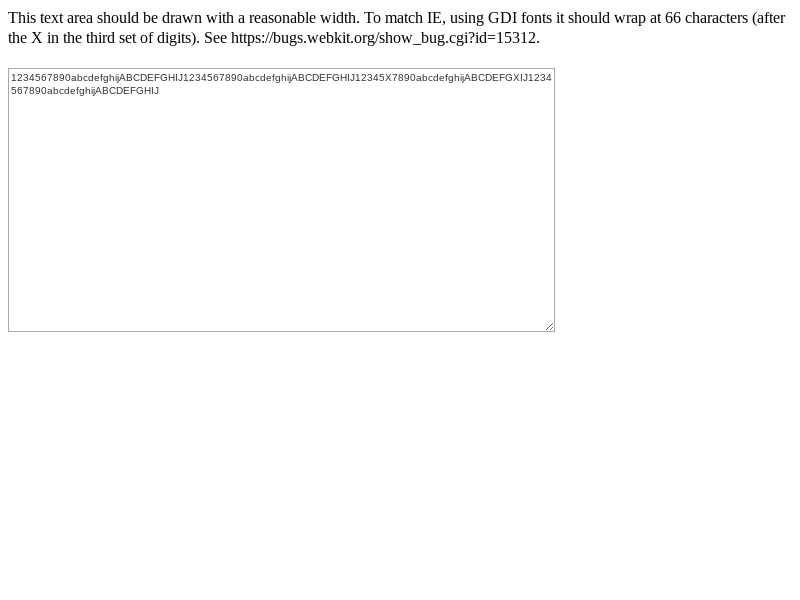 This text area should be drawn with a reasonable width. To match IE, using GDI fonts it should wrap at 66 characters (after
the X in the third set of digits). See https://bugs.webkit.org/show_bug.cgi?id=15312.
1234567890abcdefghijABCDEFGHIJ1234567890abcdefghijABCDEFGHIJ12345X7890abcdefghijABCDEFGXIJ1234
567890abcdefghijABCDEFGHIJ